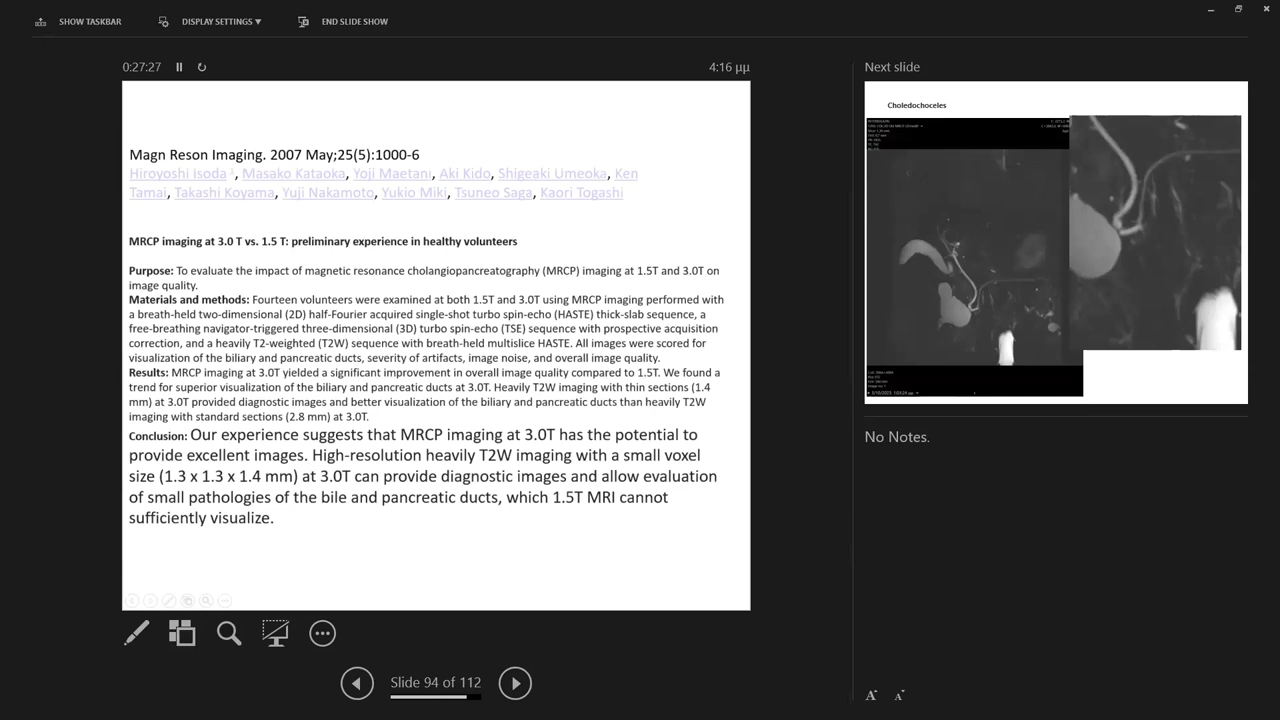 SHOW TASKBAR
DISPLAY SETTINGS ▼
END SLIDE SHOW
0:27:27
4:16 μμ
Magn Reson Imaging. 2007 May;25(5):1000-6
Hiroyoshi Isoda 1, Masako Kataoka, Yoji Maetani, Aki Kido, Shigeaki Umeoka, Ken
Tamai, Takashi Koyama, Yuji Nakamoto, Yukio Miki, Tsuneo Saga, Kaori Togashi
MRCP imaging at 3.0 T vs. 1.5 T: preliminary experience in healthy volunteers
Purpose: To evaluate the impact of magnetic resonance cholangiopancreatography (MRCP) imaging at 1.5T and 3.0T on
image quality.
Materials and methods: Fourteen volunteers were examined at both 1.5T and 3.0T using MRCP imaging performed with
a breath-held two-dimensional (2D) half-Fourier acquired single-shot turbo spin-echo (HASTE) thick-slab sequence, a
free-breathing navigator-triggered three-dimensional (3D) turbo spin-echo (TSE) sequence with prospective acquisition
correction, and a heavily T2-weighted (T2W) sequence with breath-held multislice HASTE. All images were scored for
visualization of the biliary and pancreatic ducts, severity of artifacts, image noise, and overall image quality.
Results: MRCP imaging at 3.0T yielded a significant improvement in overall image quality compared to 1.5T. We found a
trend for superior visualization of the biliary and pancreatic ducts at 3.0T. Heavily T2W imaging with thin sections (1.4
mm) at 3.0T provided diagnostic images and better visualization of the biliary and pancreatic ducts than heavily T2W
imaging with standard sections (2.8 mm) at 3.0T.
Conclusion: Our experience suggests that MRCP imaging at 3.0T has the potential to
provide excellent images. High-resolution heavily T2W imaging with a small voxel
size (1.3 x 1.3 x 1.4 mm) at 3.0T can provide diagnostic images and allow evaluation
of small pathologies of the bile and pancreatic ducts, which 1.5T MRI cannot
sufficiently visualize.
Slide 94 of 112
Next slide
Choledochoceles
No Notes.
A A